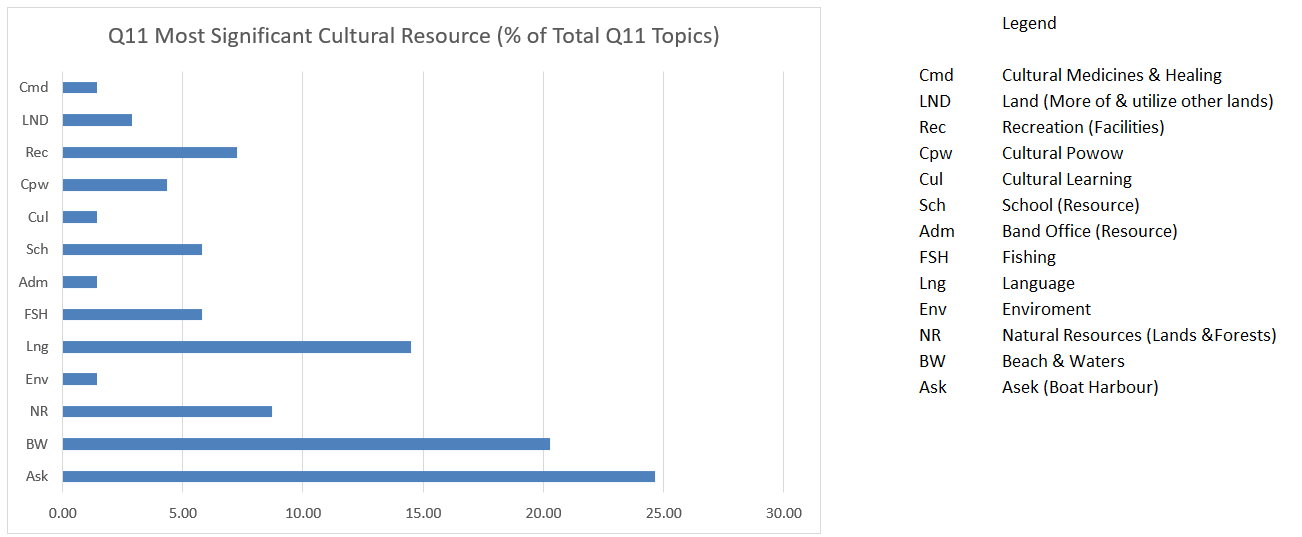 Q11 Most Significant Cultural Resource (% of Total Q11 Topics)
Cmd
LND
Rec
Cpw
Cul
Sch
Adm
FSH
Lng
Env
NR
BW
Ask
0.00 5.00 10.00 15.00 20.00 25.00 30.00
Legend
Cmd Cultural Medicines & Healing
LND Land (More of & utilize other lands)
Rec Recreation (Facilities)
Cpw Cultural Powow
Cul Cultural Learning
Sch School (Resource)
Adm Band Office (Resource)
FSH Fishing
Lng Language
Env Enviroment
NR Natural Resources (Lands &Forests)
BW Beach & Waters
Ask Asek (Boat Harbour)